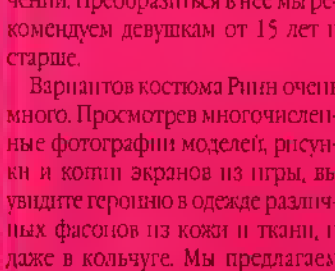 чении. Преобразиться в нее мы ре-
комендуем девушкам от 15 лет и
старше.
Вариантов костюма Рини очень
много. Просмотрев многочислен-
ные фотографии моделей, рисун-
ки и копии экранов из игры, вы
увидите героиню в одежде различ-
ных фасонов из кожи и ткани, и
даже в кольчуге. Мы предлагаем